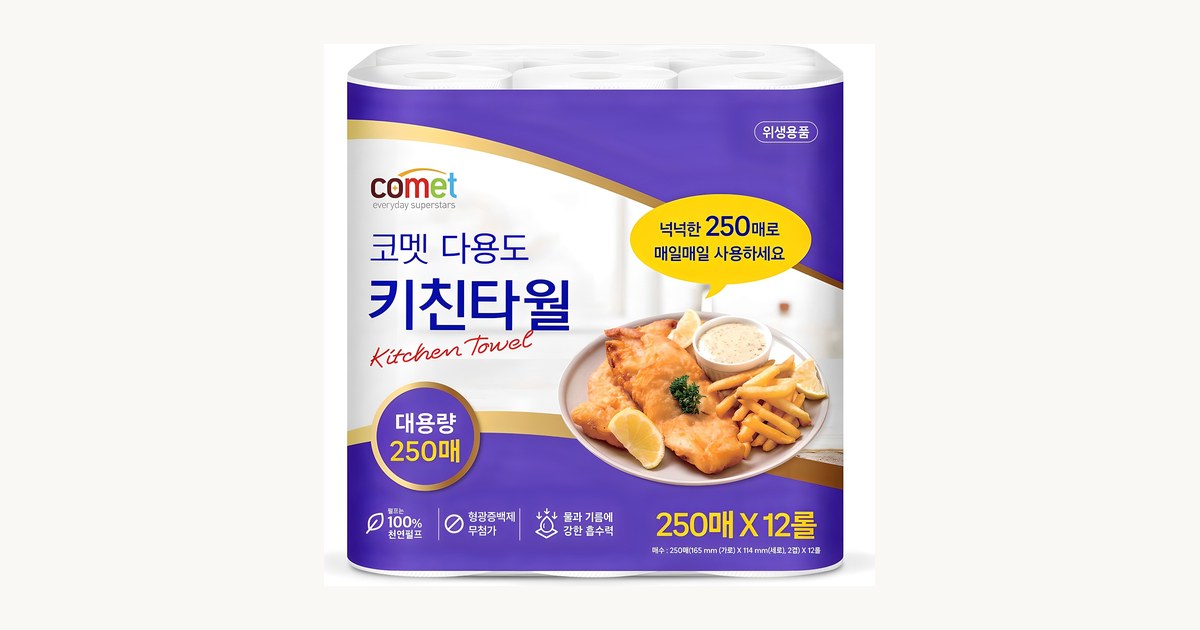 위생용품
comet
everyday superstars
넉넉한 250매로
매일매일 사용하세요
코멧 다용도
키친타월
Kitchen Towel
대용량
250매
펄프는
100%
천연펄프
형광증백제
무첨가
물과 기름에
강한 흡수력
250매 X 12롤
매수 : 250매(165 mm (가로) X 114 mm(세로), 2겹) X 12롤